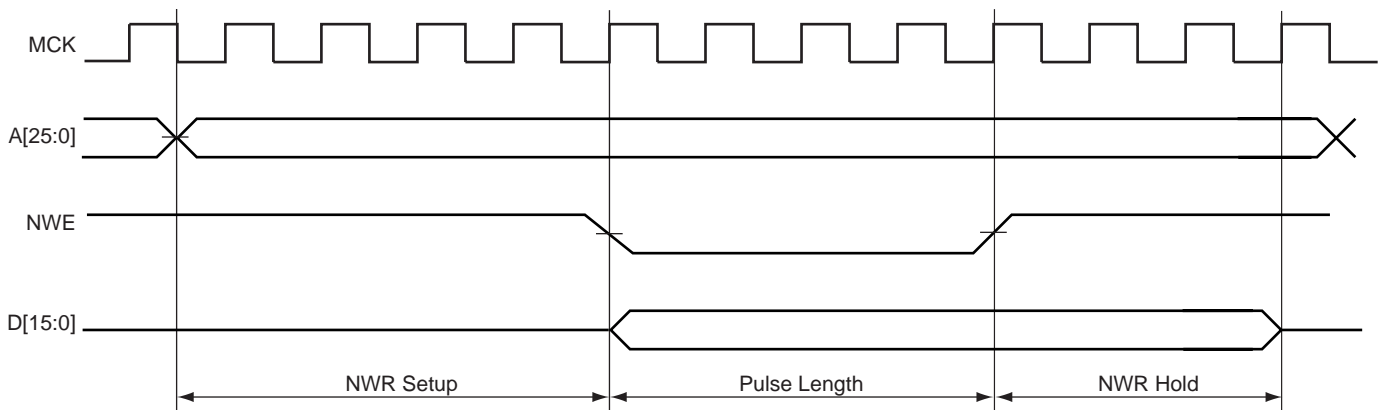 MCK
A[25:0]
NWE
D[15:0]
NWR Setup
Pulse Length
NWR Hold